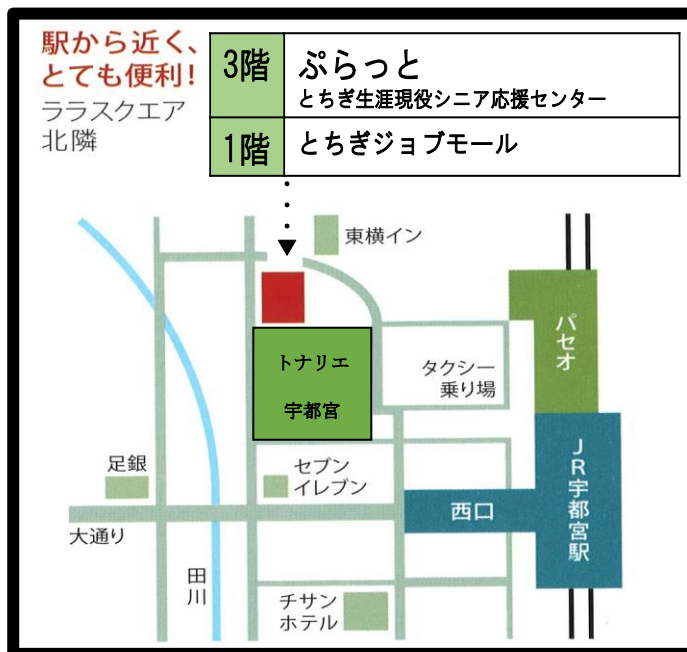 駅から近く、
とても便利!
ララスクエア
北隣
3階
ぷらっと
とちぎ生涯現役シニア応援センター
1階
とちぎジョブモール
東横イン
パセオ
トナリエ
宇都宮
タクシー
乗り場
足銀
セブン
イレブン
JR宇都宮駅
西口
大通り
田川
チサン
ホテル